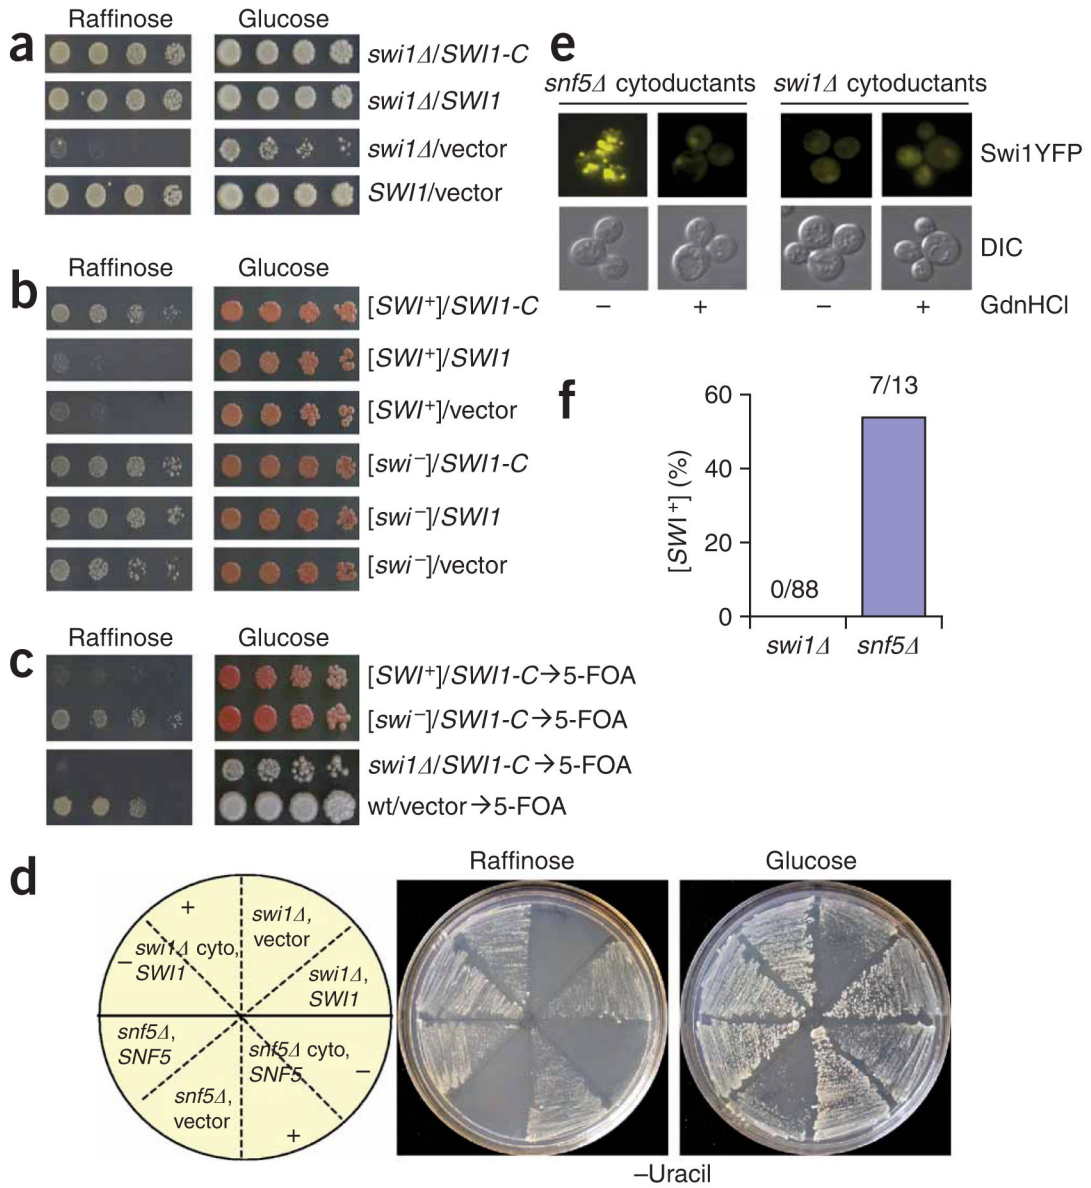 a
Raffinose Glucose
swi1Δ/SWI1-C
swi1Δ/SWI1
swi1Δ/vector
SWI1/vector
b
Raffinose Glucose
[SWI+]/SWI1-C
[SWI+]/SWI1
[SWI+]/vector
[swi−]/SWI1-C
[swi−]/SWI1
[swi−]/vector
c
Raffinose Glucose
[SWI+]/SWI1-C→5-FOA
[swi−]/SWI1-C→5-FOA
swi1Δ/SWI1-C→5-FOA
wt/vector→5-FOA
d
+
swi1Δ,
vector
− swi1Δ cyto,
SWI1
swi1Δ,
SWI1
snf5Δ,
SNF5
snf5Δ cyto,
SNF5
−
snf5Δ,
vector
+
Raffinose Glucose
−Uracil
e
snf5Δ cytoductants swi1Δ cytoductants
Swi1YFP
DIC
− + − + GdnHCl
f
[SWI+] (%)
60
40
20
0
0/88
7/13
swi1Δ snf5Δ